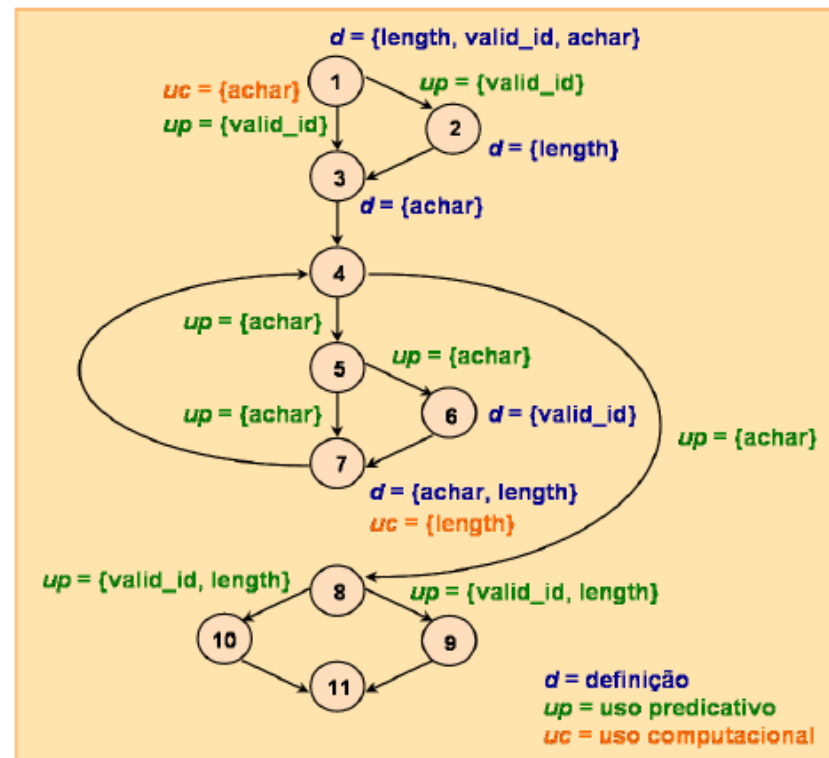 d = {length, valid_id, achar}
1
uc = {achar}
up = {valid_id}
up = {valid_id}
2
d = {length}
3
d = {achar}
4
up = {achar}
5
up = {achar}
up = {achar}
6
d = {valid_id}
up = {achar}
7
d = {achar, length}
uc = {length}
up = {valid_id, length}
8
up = {valid_id, length}
10
9
11
d = definição
up = uso predicativo
uc = uso computacional